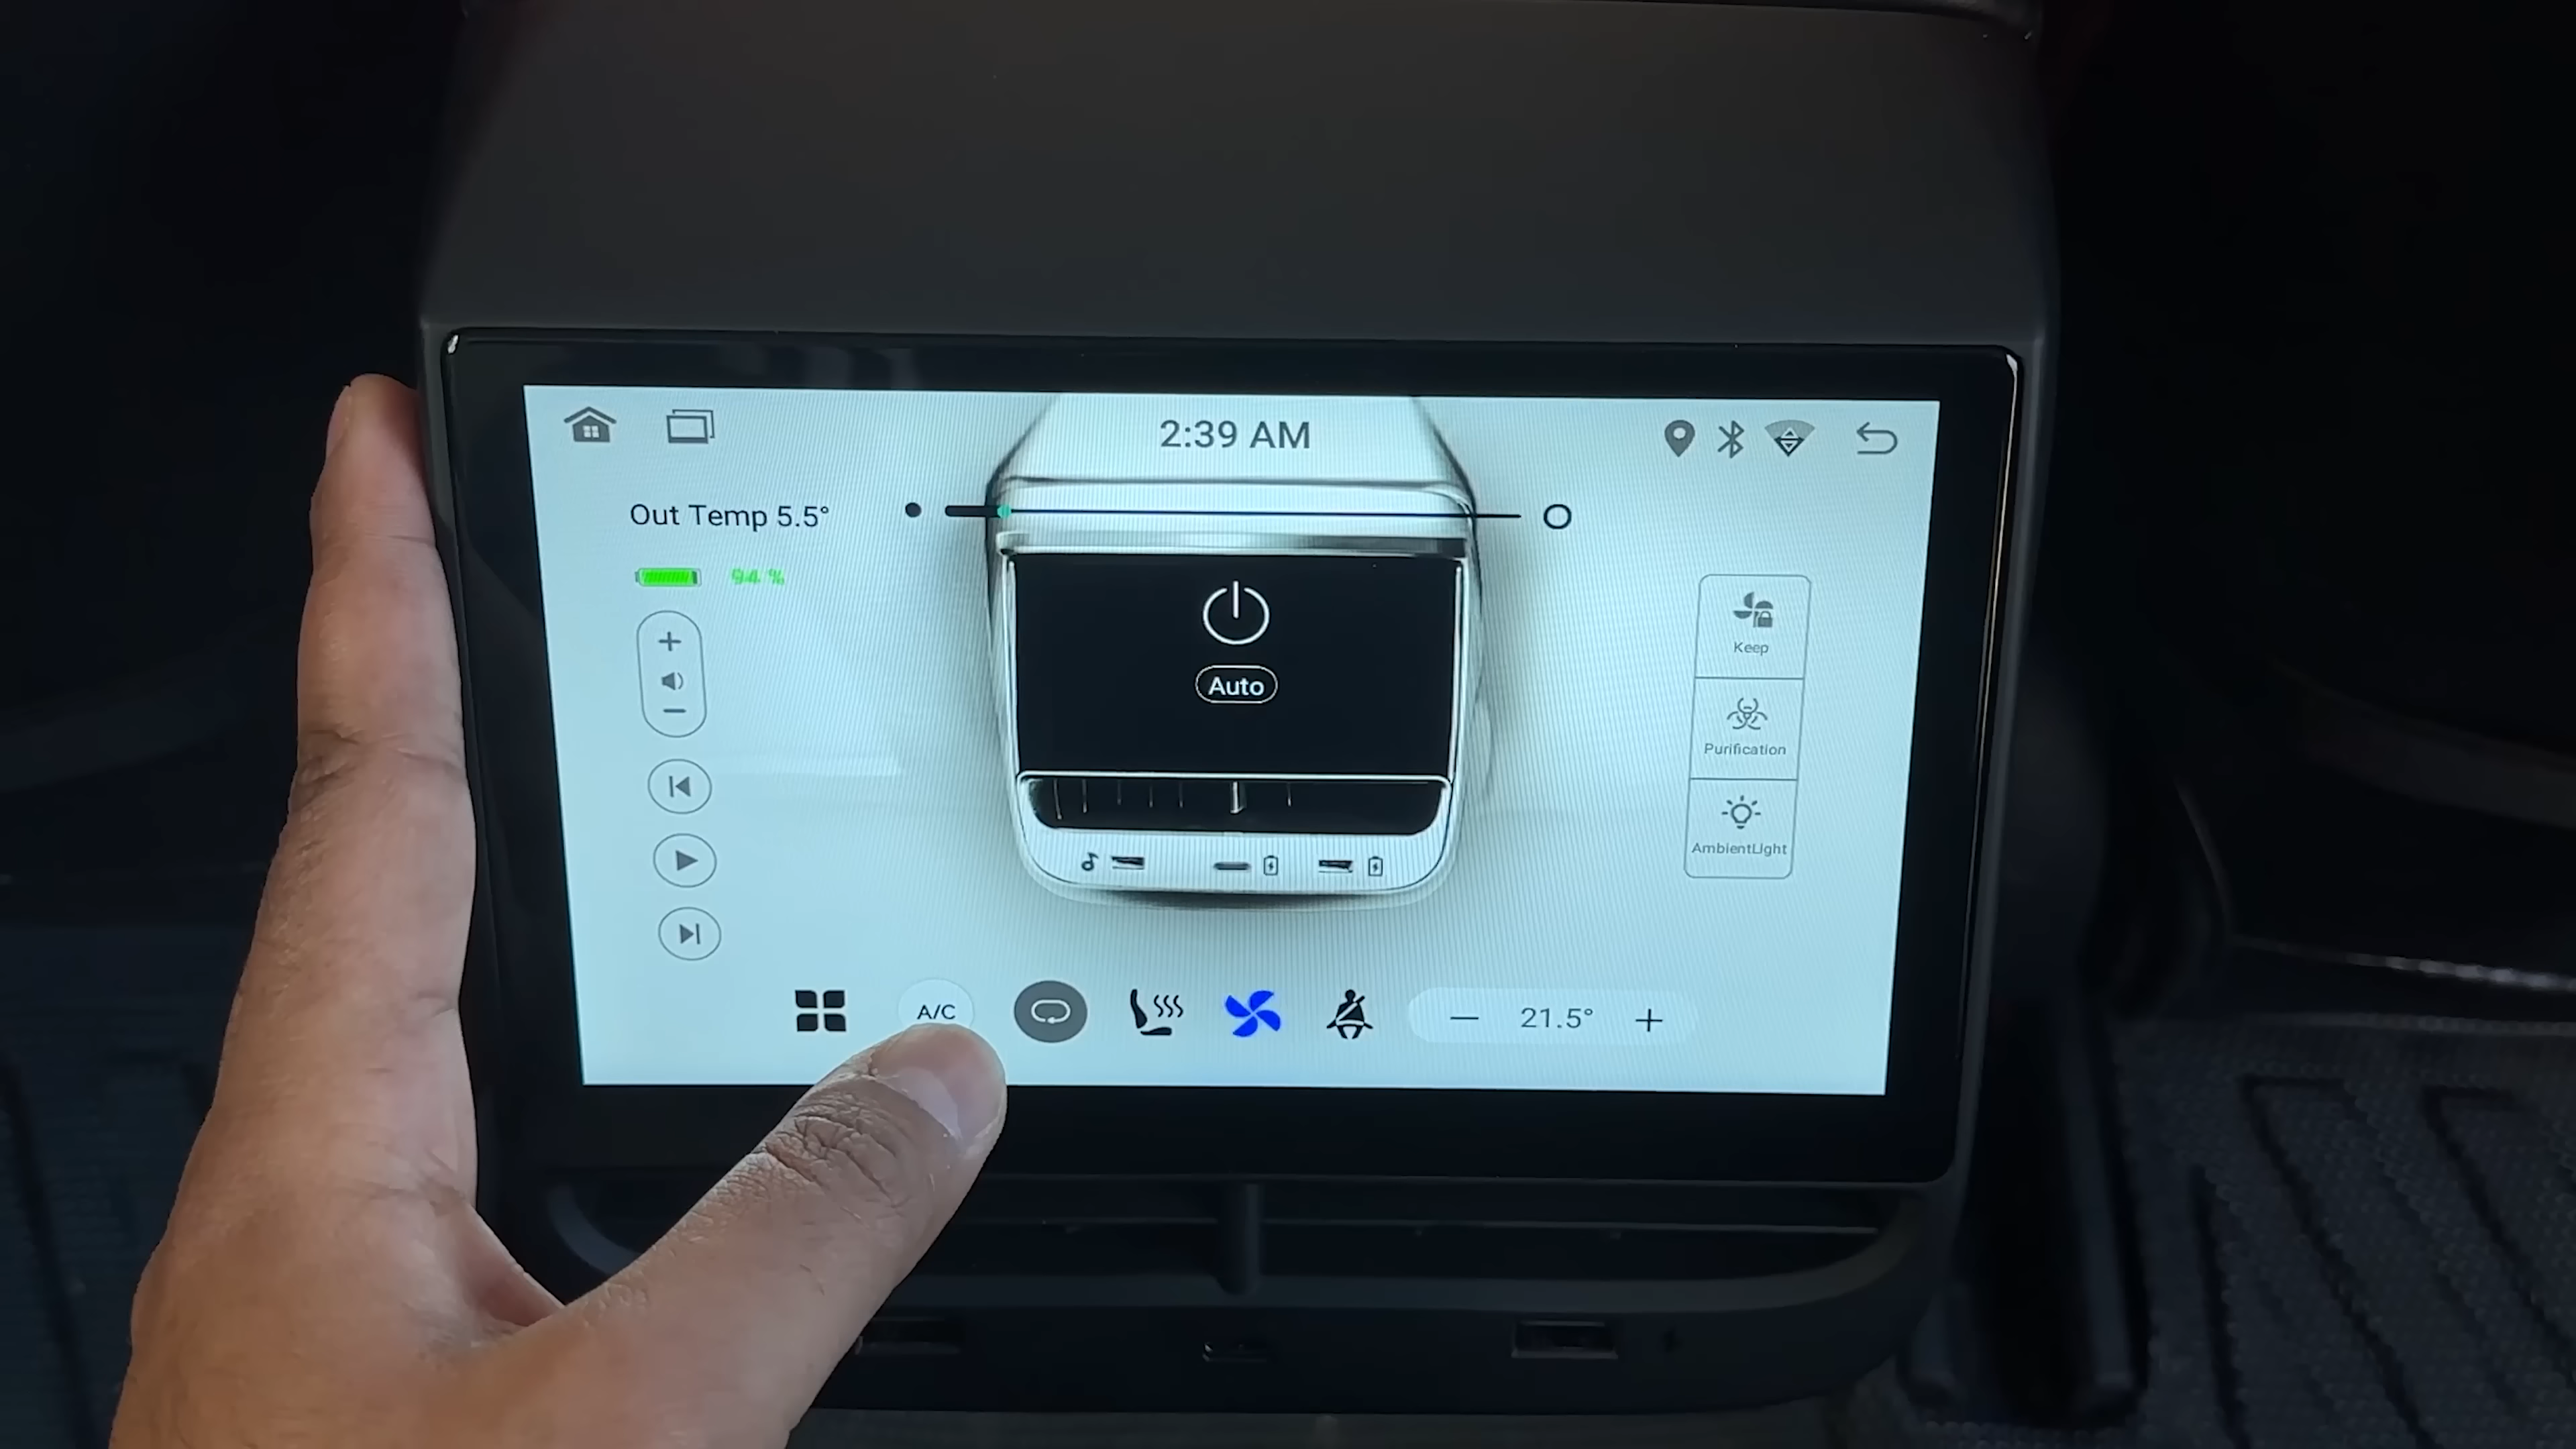 2:39 AM
Out Temp 5.5°
94 %
Auto
Keep
Purification
AmbientLight
A/C
21.5°